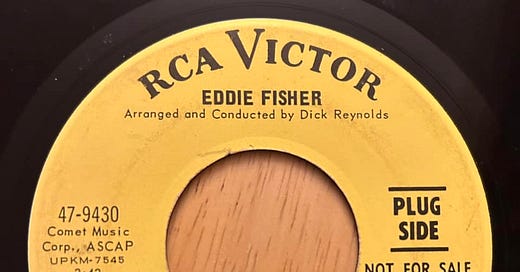 RCA VICTOR
EDDIE FISHER
Arranged and Conducted by Dick Reynolds
47-9430
Comet Music
Corp., ASCAP
UPKM-7545
PLUG
SIDE
NOT FOR SALE